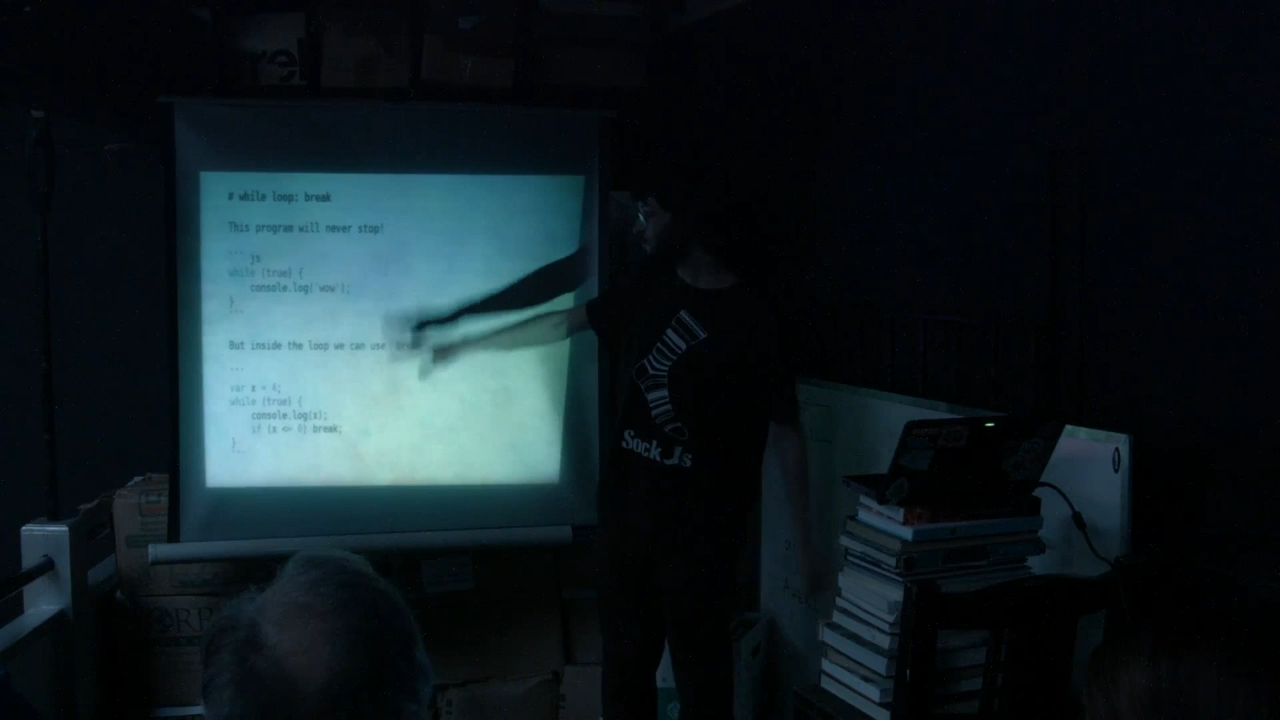 # while loop: break
This program will never stop!
``` js
while (true) {
console.log('wow');
}
But inside the loop we can use
```
var x = 4;
while (true) {
console.log(x);
if (x <= 0) break;
}
Sock Js